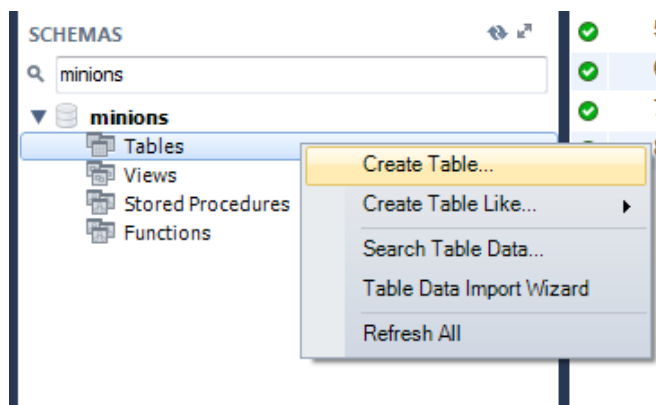 SCHEMAS
minions
minions
Tables
Views
Stored Procedures
Functions
Create Table...
Create Table Like...
Search Table Data...
Table Data Import Wizard
Refresh All